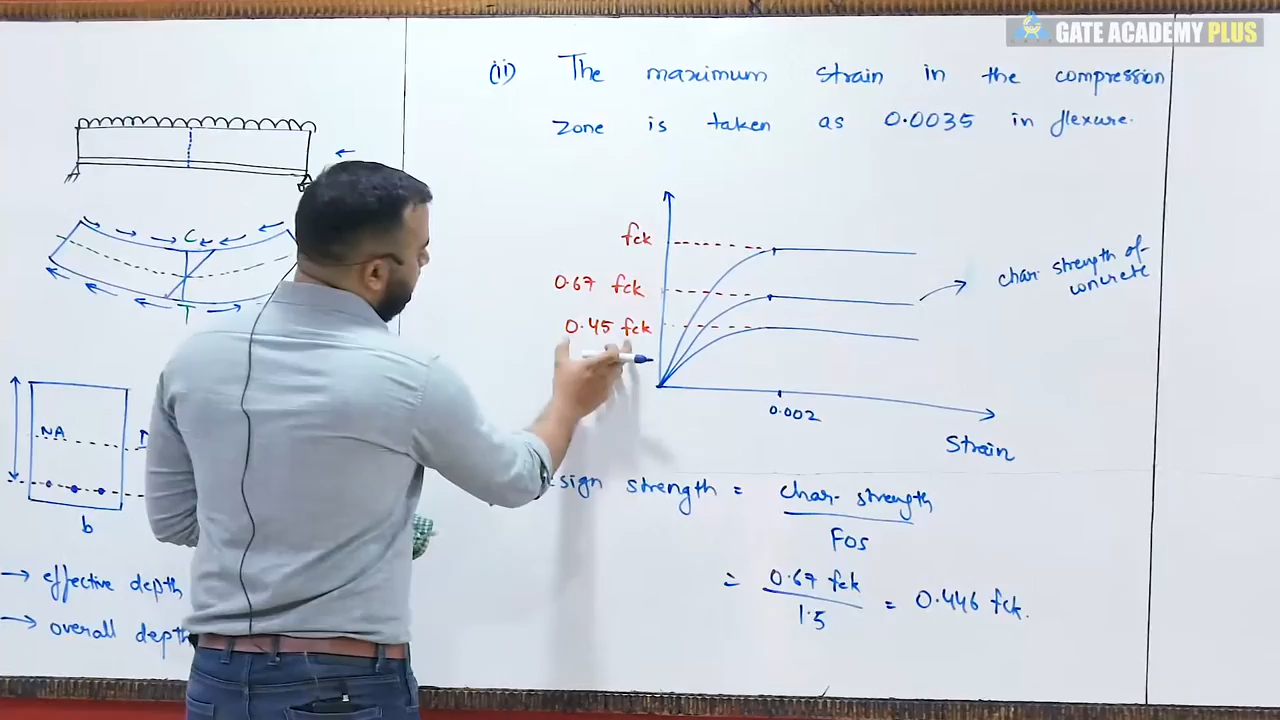 GATE ACADEMY PLUS
(ii) The maximum strain in the compression
zone is taken as 0.0035 in flexure.
C
T
NA
b
→ effective depth
→ overall depth
fck
0.67 fck
0.45 fck
char. strength of
concrete
0.002
Strain
sign strength = char. strength
FOS
= 0.67 fck
1.5
= 0.446 fck.